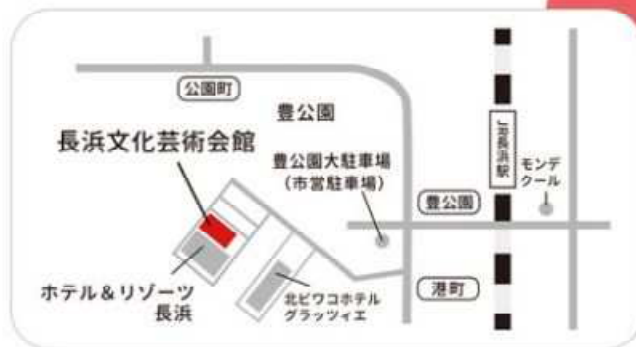 公園町
豊公園
長浜文化芸術会館
豊公園大駐車場
(市営駐車場)
JR長浜駅
モンデ
クール
豊公園
ホテル&リゾーツ
長浜
北ビワコホテル
グラッツィエ
港町